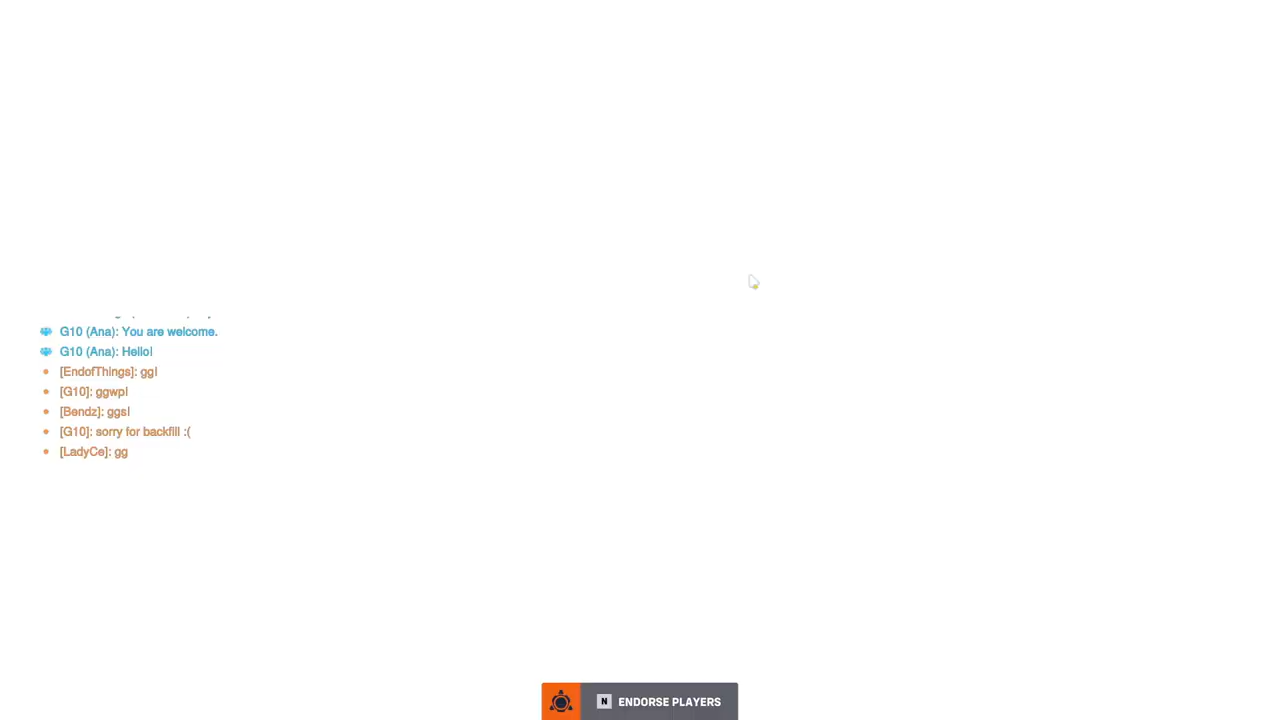 G10 (Ana): You are welcome.
G10 (Ana): Hello!
[EndofThings]: gg!
[G10]: ggwp!
[Bendz]: ggs!
[G10]: sorry for backfill :(
[LadyCe]: gg
N ENDORSE PLAYERS